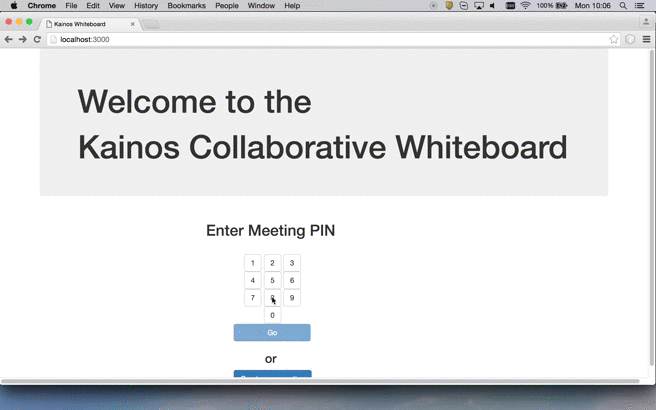 Chrome File Edit View History Bookmarks People Window Help 100% Mon 10:06
Kainos Whiteboard
localhost:3000
Welcome to the
Kainos Collaborative Whiteboard
Enter Meeting PIN
1 2 3
4 5 6
7 8 9
0
Go
or